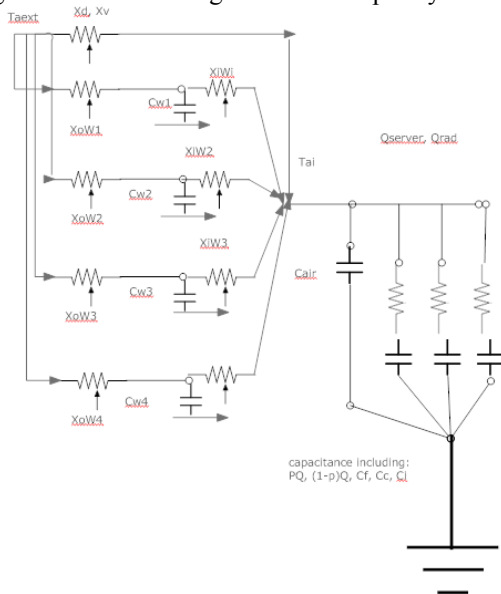 Xd, Xv
Taext
XiWi
Cw1
XoW1
Qserver, Qrad
XiW2
Tai
Cw2
XoW2
XiW3
Cair
Cw3
XoW3
Cw4
XoW4
capacitance including:
PQ, (1-p)Q, Cf, Cc, Ci